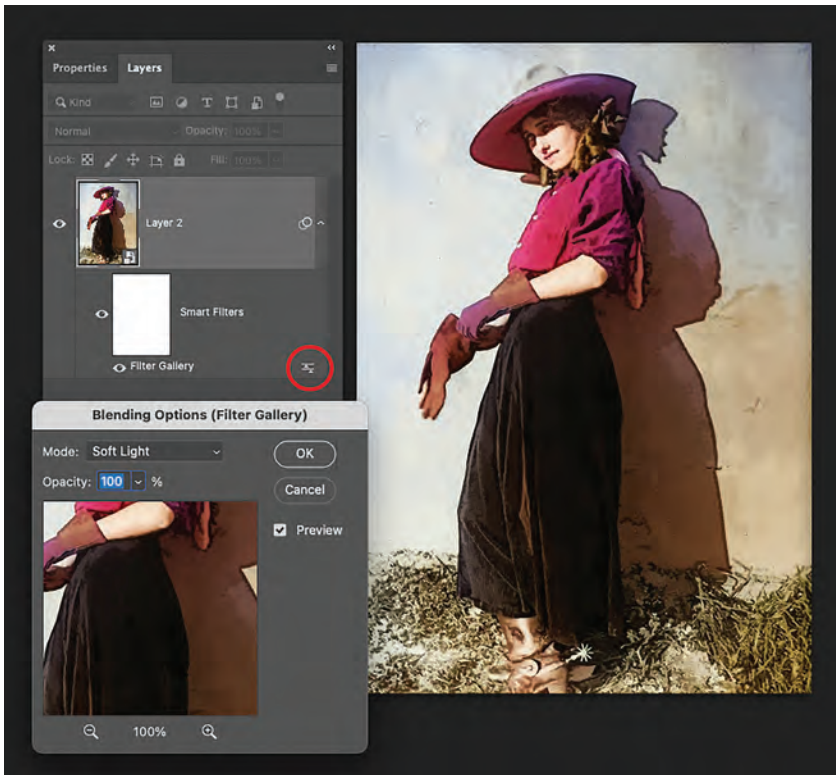 Properties Layers
Kind
Normal Opacity: 100%
Lock: Fill: 100%
Layer 2
Smart Filters
Filter Gallery
Blending Options (Filter Gallery)
Mode: Soft Light OK
Opacity: 100 % Cancel
Preview
100%